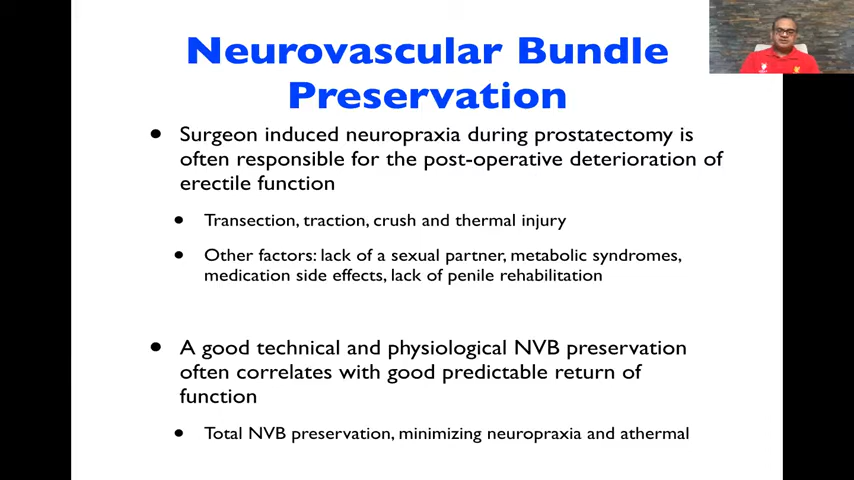 Neurovascular Bundle
Preservation
• Surgeon induced neuropraxia during prostatectomy is
often responsible for the post-operative deterioration of
erectile function
• Transection, traction, crush and thermal injury
• Other factors: lack of a sexual partner, metabolic syndromes,
medication side effects, lack of penile rehabilitation
• A good technical and physiological NVB preservation
often correlates with good predictable return of
function
• Total NVB preservation, minimizing neuropraxia and athermal